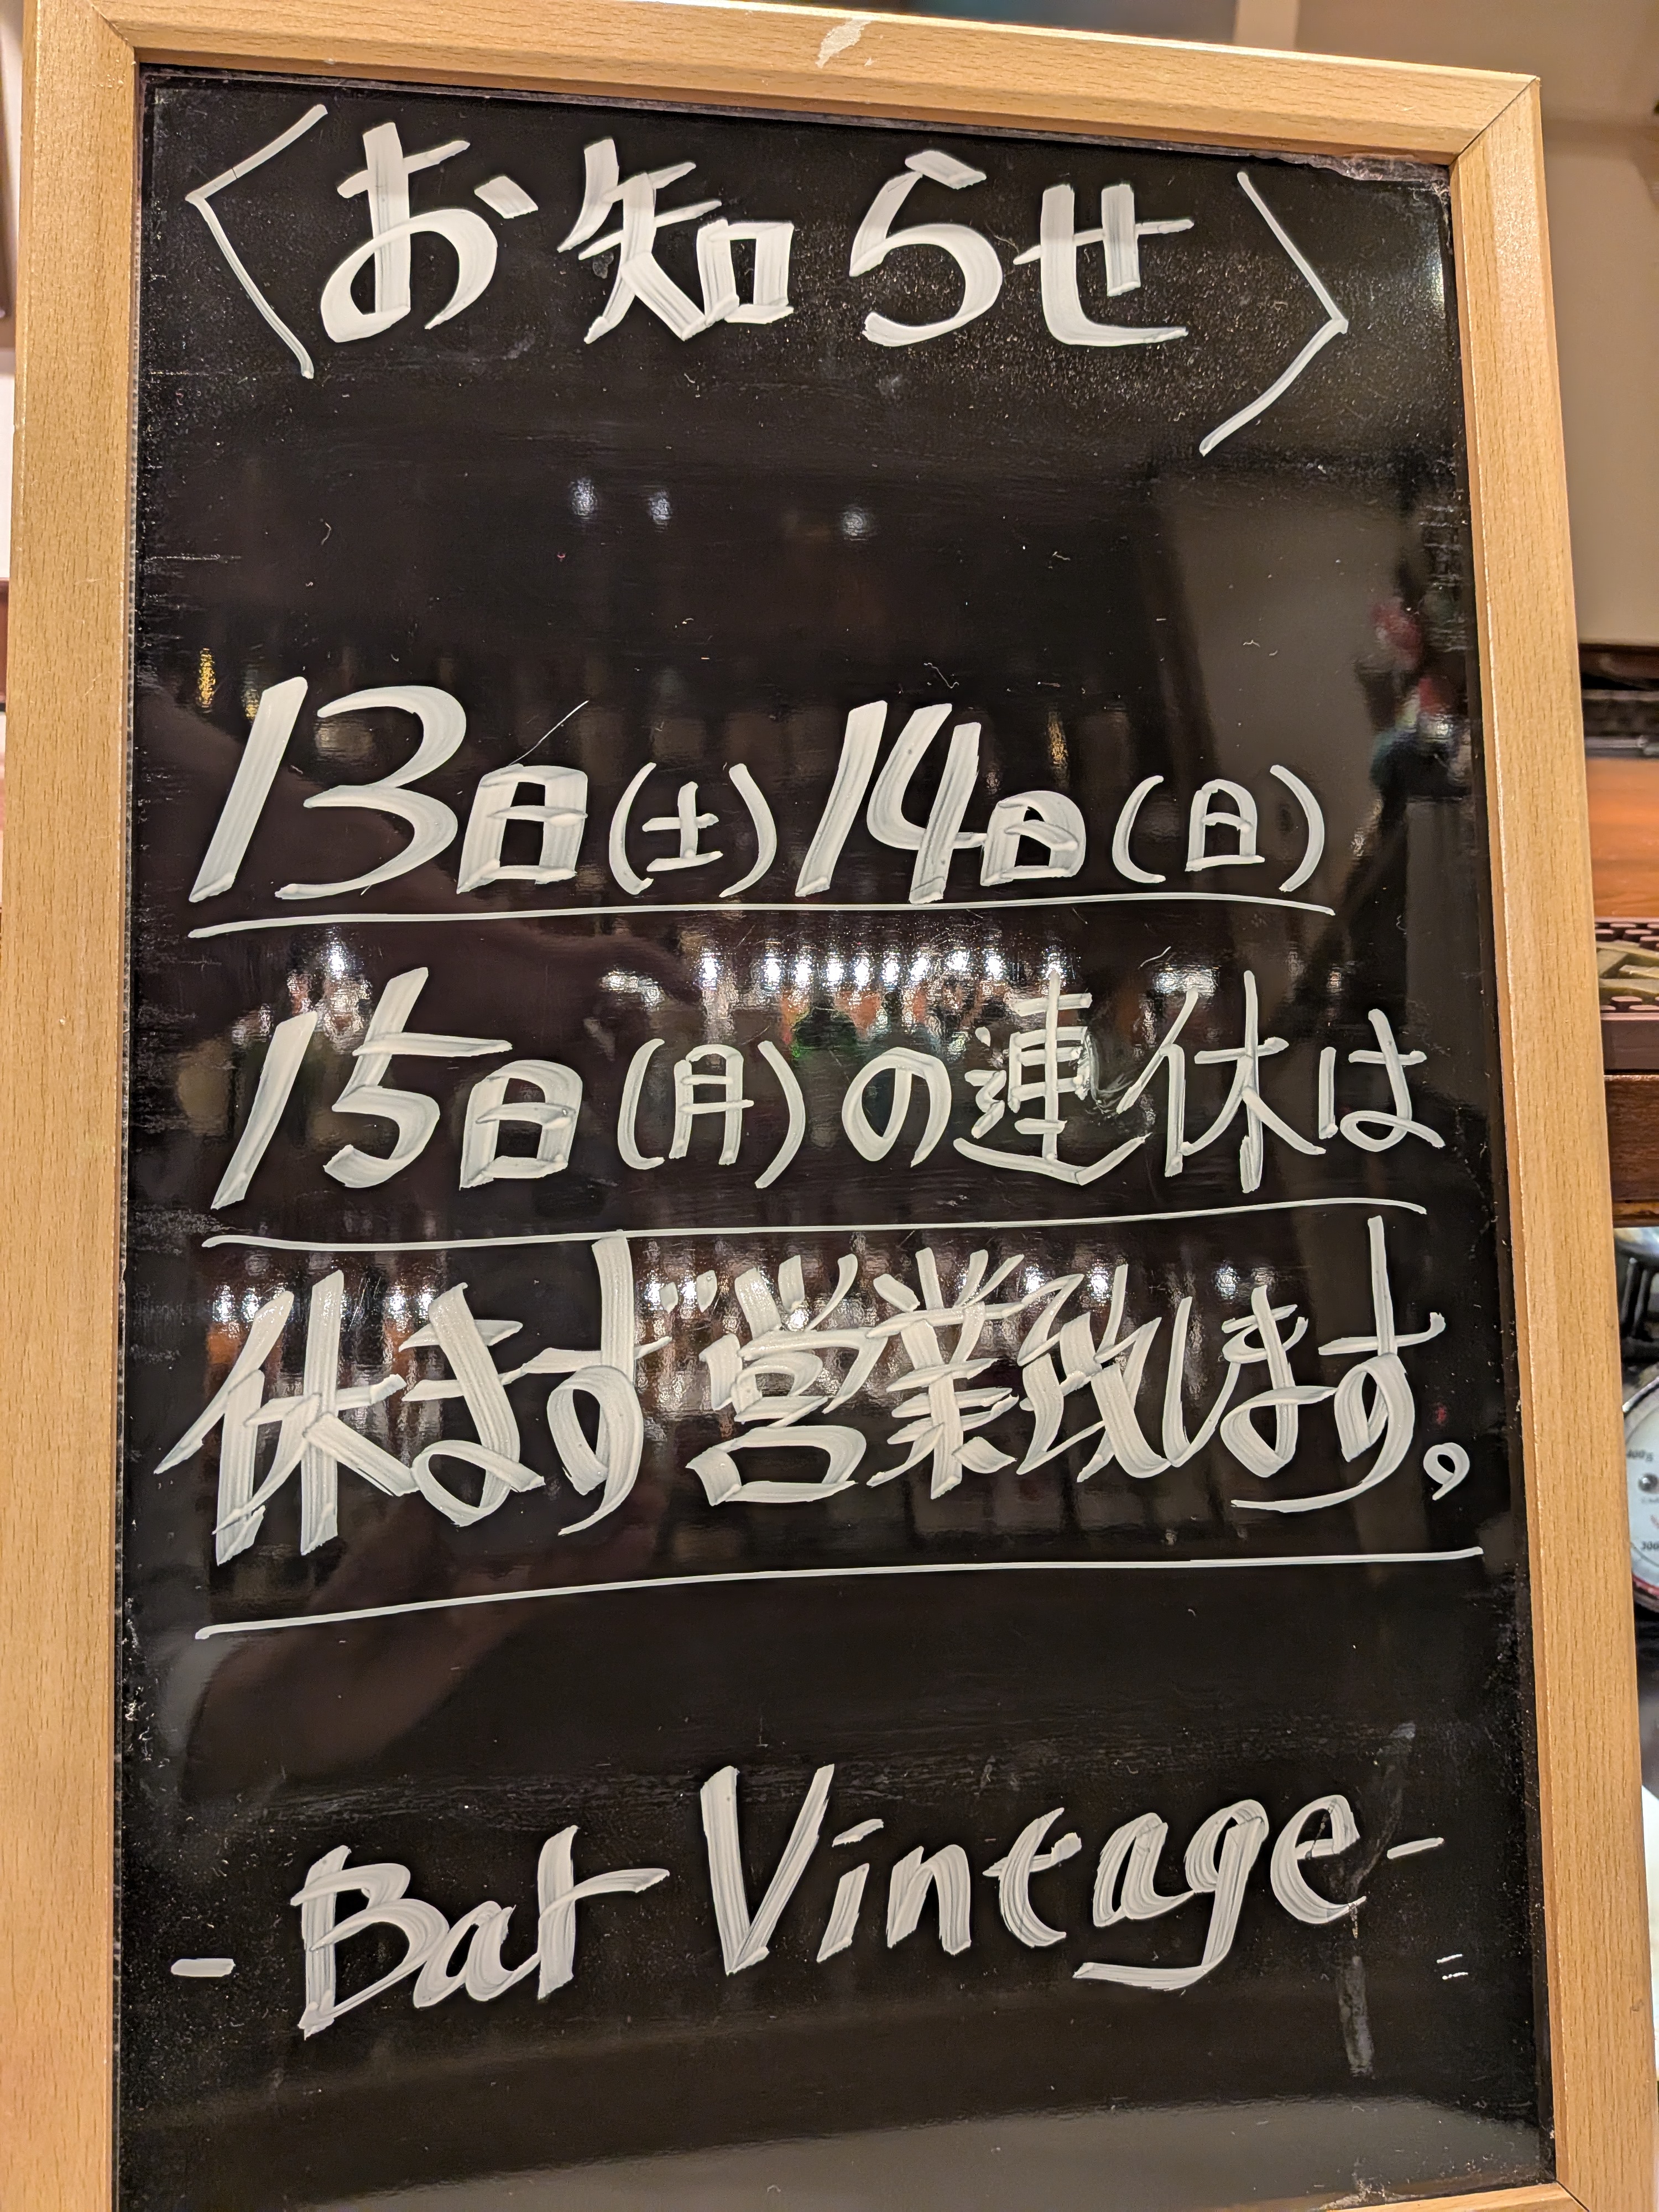 〈お知らせ〉
13日(土)14日(日)
15日(月)の連休は
休まず営業致します。
- Bat Vintage -